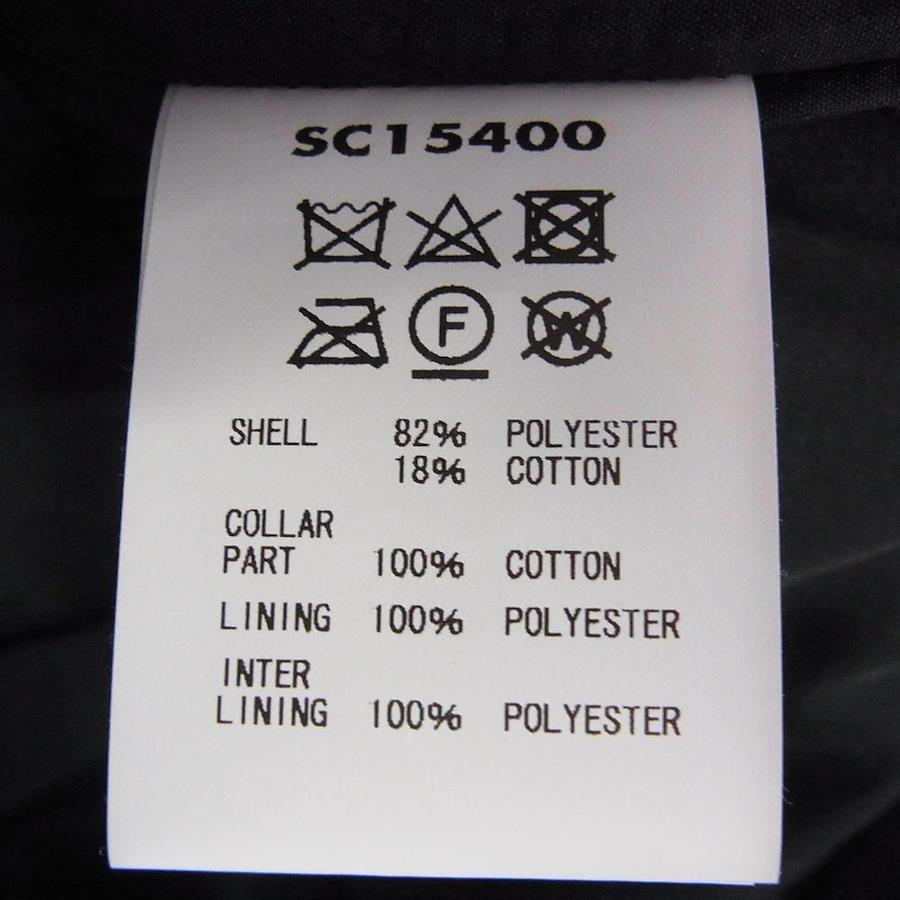 SC15400
F W
SHELL 82% POLYESTER
18% COTTON
COLLAR
PART 100% COTTON
LINING 100% POLYESTER
INTER
LINING 100% POLYESTER